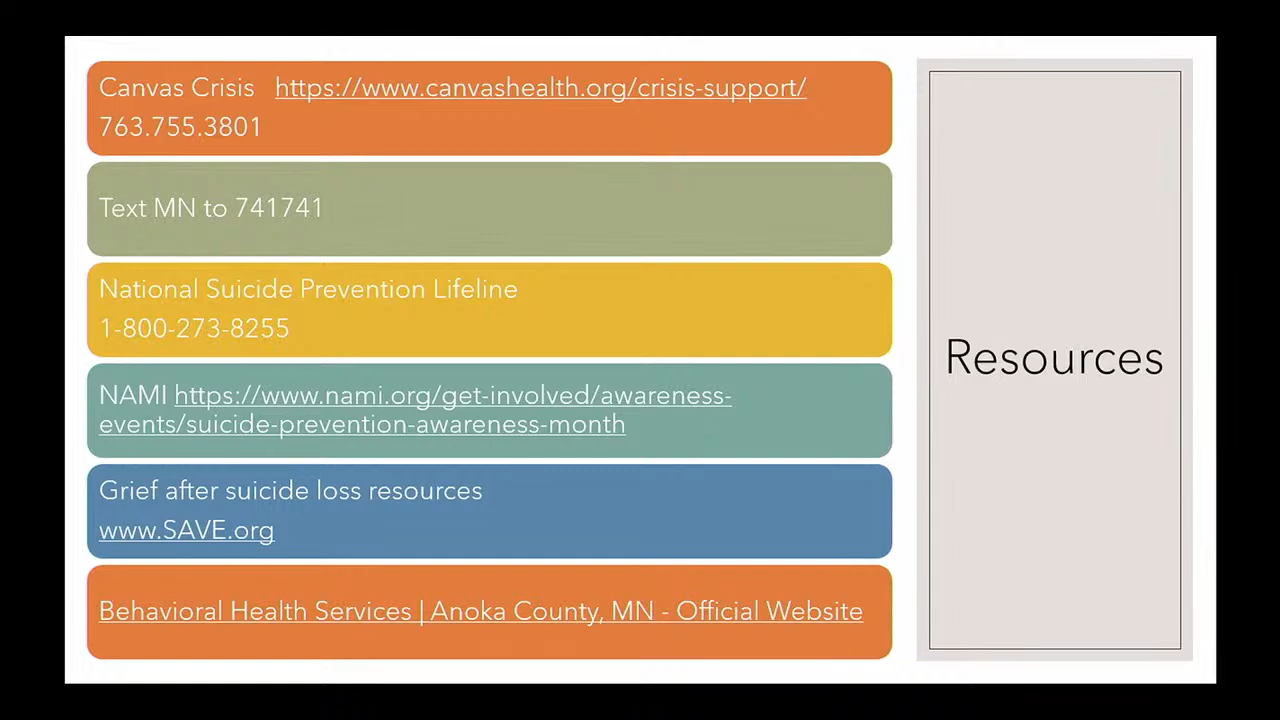 Canvas Crisis https://www.canvashealth.org/crisis-support/
763.755.3801
Text MN to 741741
National Suicide Prevention Lifeline
1-800-273-8255
NAMI https://www.nami.org/get-involved/awareness-
events/suicide-prevention-awareness-month
Grief after suicide loss resources
www.SAVE.org
Behavioral Health Services | Anoka County, MN - Official Website
Resources